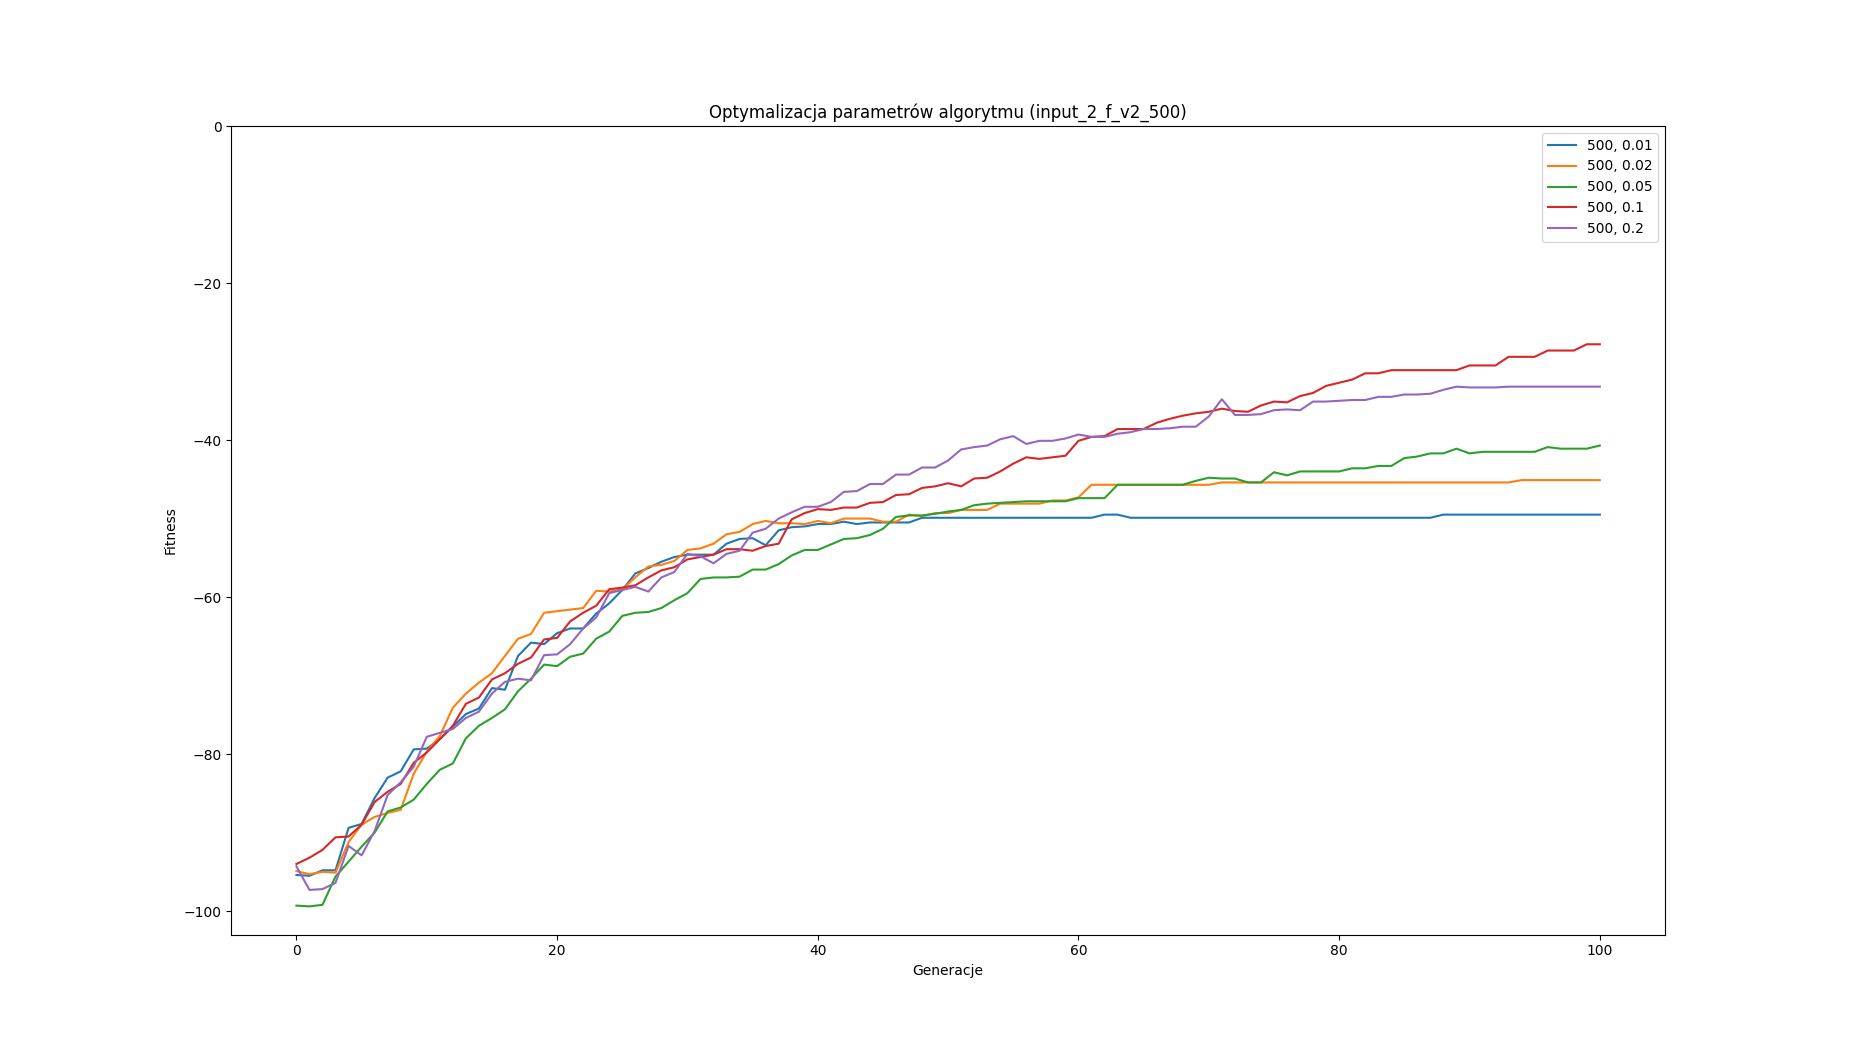 Optymalizacja parametrów algorytmu (input_2_f_v2_500)
0
−20
−40
−60
−80
−100
Fitness
500, 0.01
500, 0.02
500, 0.05
500, 0.1
500, 0.2
0 20 40 60 80 100
Generacje